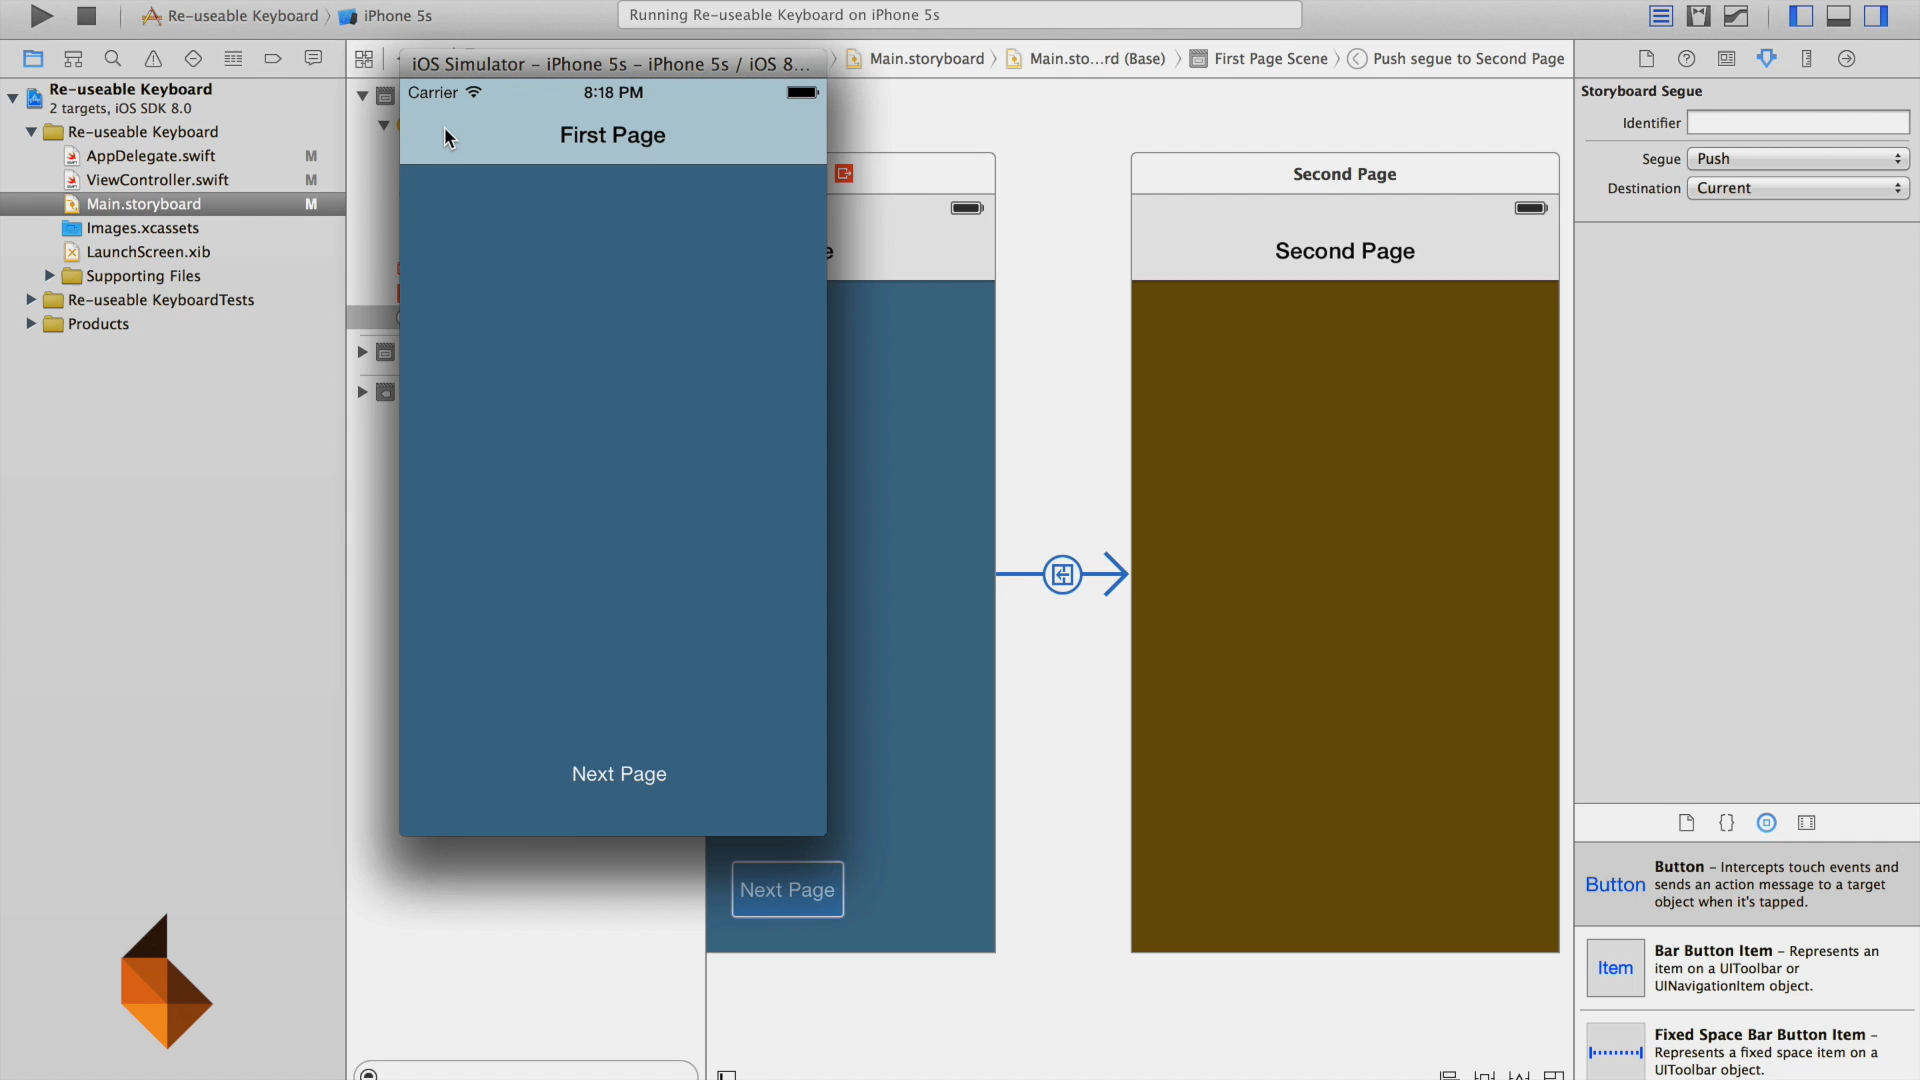 Re-useable Keyboard
iPhone 5s
Running Re-useable Keyboard on iPhone 5s
Main.storyboard
Main.sto...rd (Base)
First Page Scene
Push segue to Second Page
Re-useable Keyboard
2 targets, iOS SDK 8.0
Re-useable Keyboard
AppDelegate.swift M
ViewController.swift M
Main.storyboard M
Images.xcassets
LaunchScreen.xib
Supporting Files
Re-useable KeyboardTests
Products
iOS Simulator - iPhone 5s - iPhone 5s / iOS 8...
Carrier 8:18 PM
First Page
Next Page
e
Next Page
Second Page
Second Page
Storyboard Segue
Identifier
Segue Push
Destination Current
{}
Button
Button - Intercepts touch events and
sends an action message to a target
object when it's tapped.
Item
Bar Button Item - Represents an
item on a UIToolbar or
UINavigationItem object.
Fixed Space Bar Button Item -
Represents a fixed space item on a
UIToolbar object.